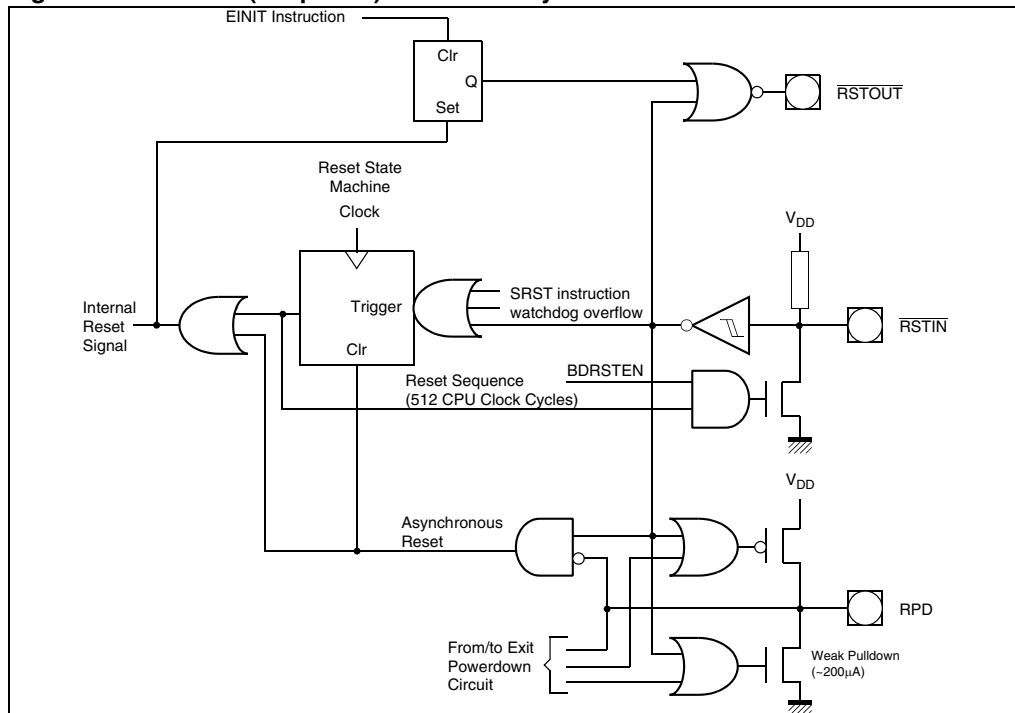 EINIT Instruction
Clr
Q
Set
RSTOUT
Reset State
Machine
Clock
VDD
Internal
Reset
Signal
Trigger
SRST instruction
watchdog overflow
RSTIN
Clr
BDRSTEN
Reset Sequence
(512 CPU Clock Cycles)
VDD
Asynchronous
Reset
RPD
From/to Exit
Powerdown
Circuit
Weak Pulldown
(~200µA)